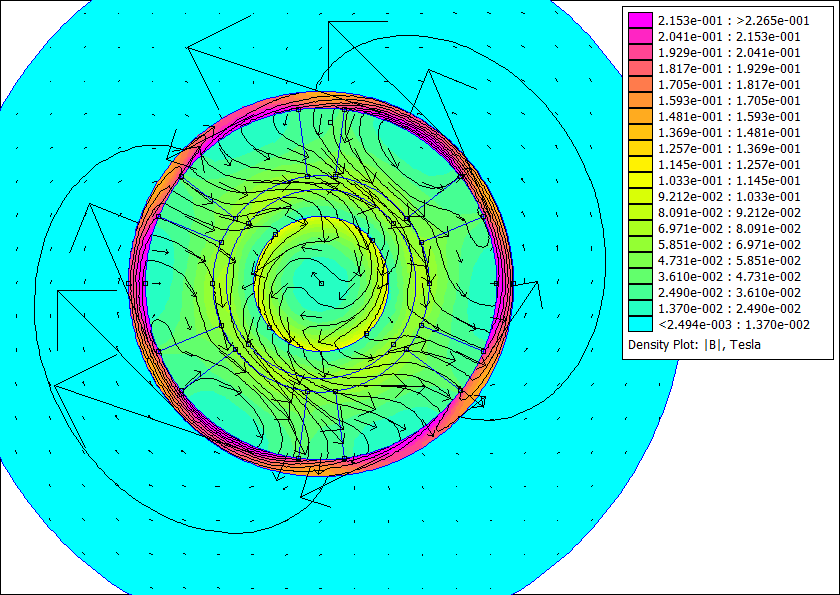 2.153e-001 : >2.265e-001
2.041e-001 : 2.153e-001
1.929e-001 : 2.041e-001
1.817e-001 : 1.929e-001
1.705e-001 : 1.817e-001
1.593e-001 : 1.705e-001
1.481e-001 : 1.593e-001
1.369e-001 : 1.481e-001
1.257e-001 : 1.369e-001
1.145e-001 : 1.257e-001
1.033e-001 : 1.145e-001
9.212e-002 : 1.033e-001
8.091e-002 : 9.212e-002
6.971e-002 : 8.091e-002
5.851e-002 : 6.971e-002
4.731e-002 : 5.851e-002
3.610e-002 : 4.731e-002
2.490e-002 : 3.610e-002
1.370e-002 : 2.490e-002
<2.494e-003 : 1.370e-002
Density Plot: |B|, Tesla